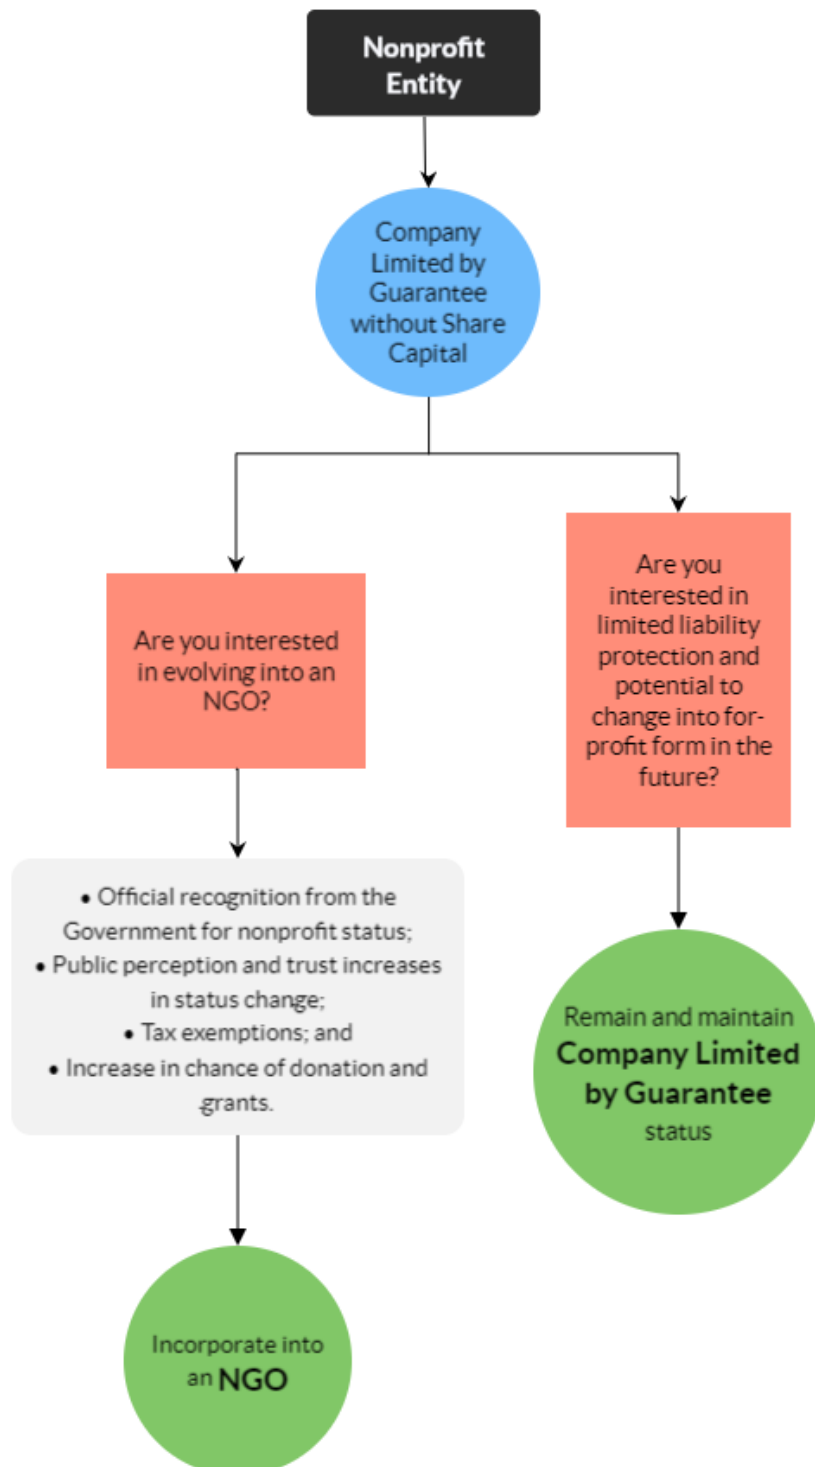 Nonprofit
Entity
Company
Limited by
Guarantee
without Share
Capital
Are you interested
in evolving into an
NGO?
Are you
interested in
limited liability
protection and
potential to
change into for-
profit form in the
future?
• Official recognition from the
Government for nonprofit status;
• Public perception and trust increases
in status change;
• Tax exemptions; and
• Increase in chance of donation and
grants.
Remain and maintain
Company Limited
by Guarantee
status
Incorporate into
an NGO